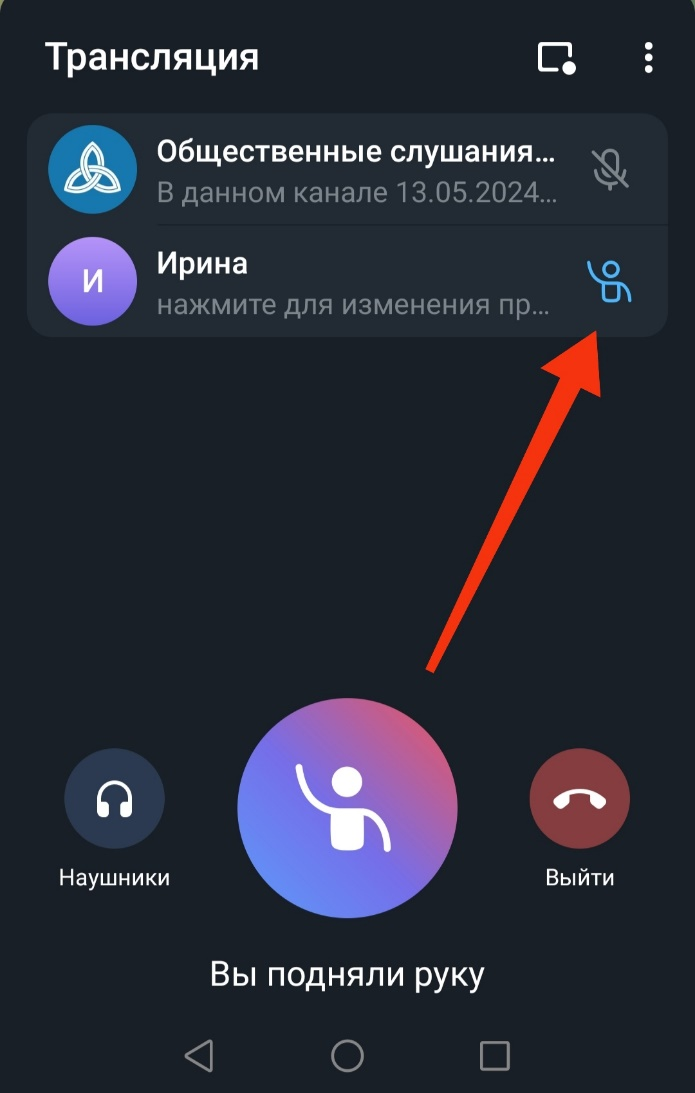 Трансляция
Общественные слушания...
В данном канале 13.05.2024...
И
Ирина
нажмите для изменения пр...
Наушники
Выйти
Вы подняли руку